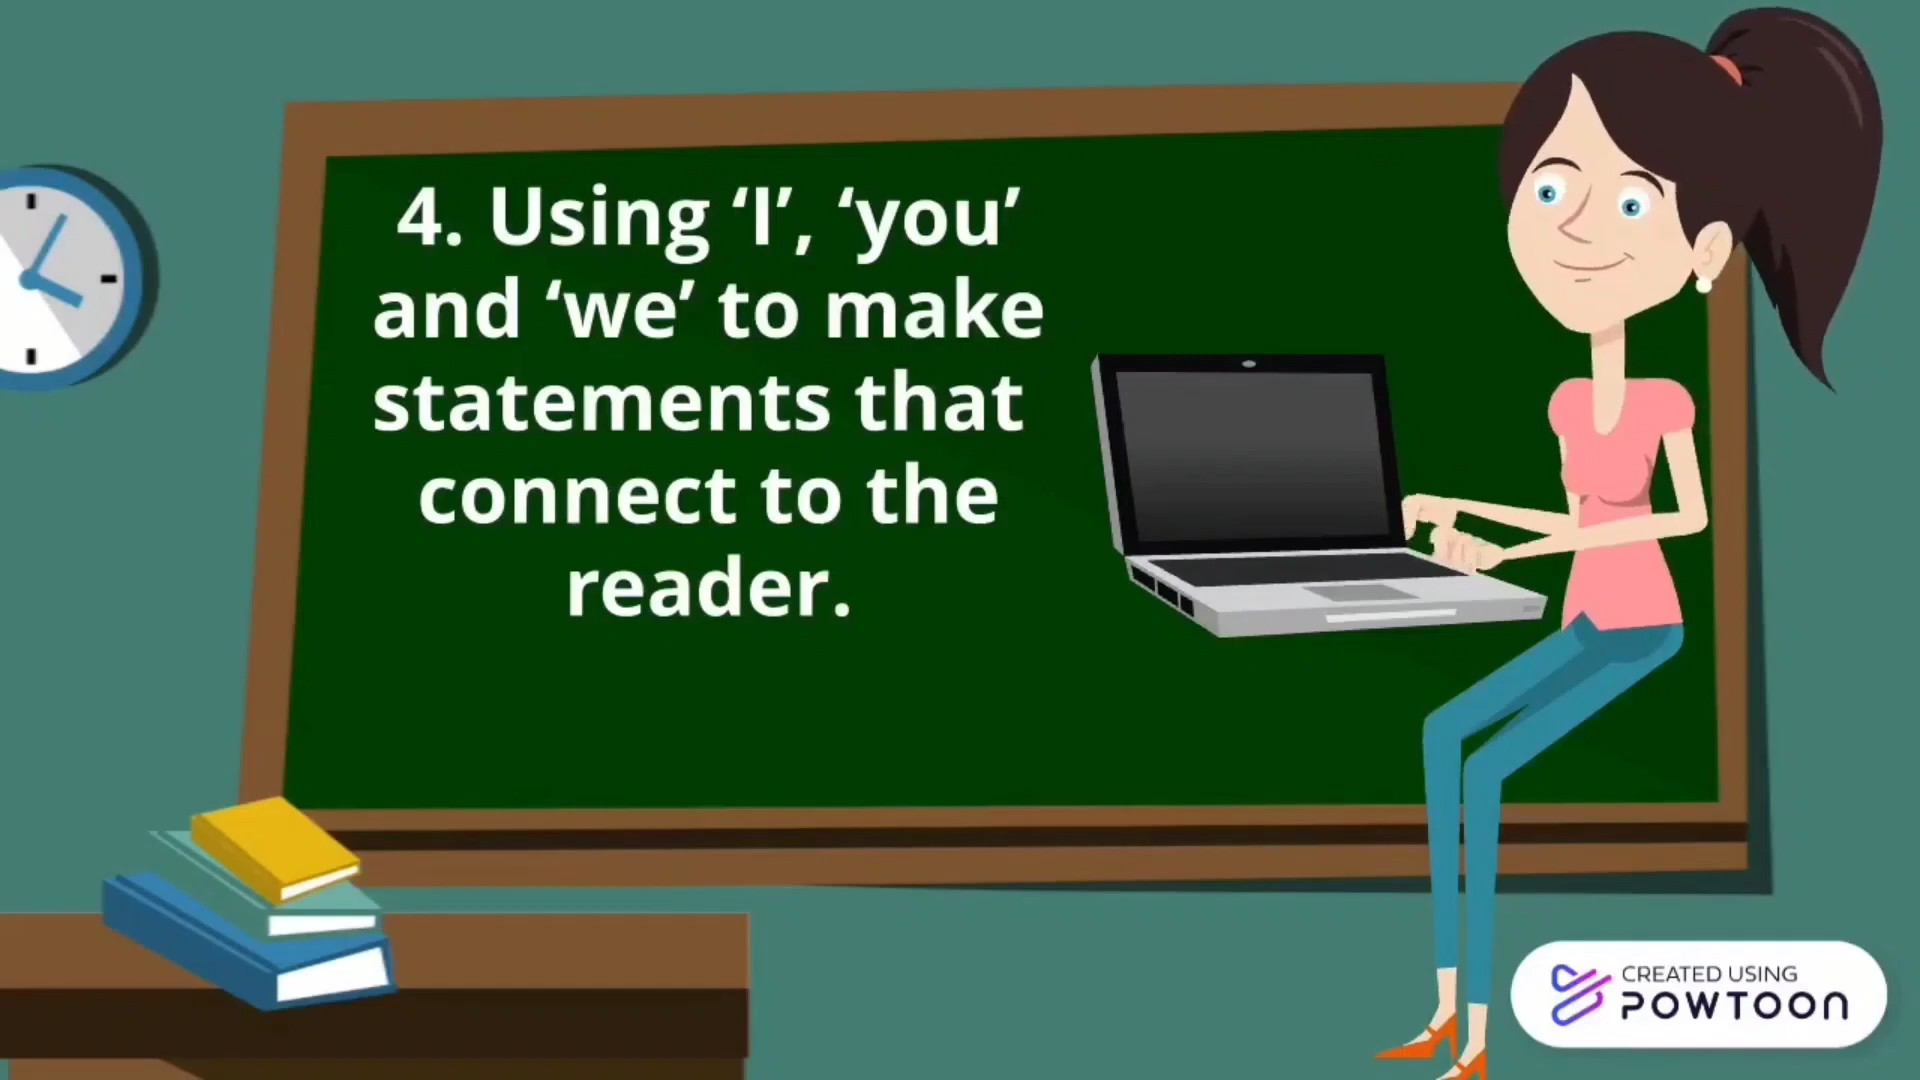 4. Using ‘I’, ‘you’
and ‘we’ to make
statements that
connect to the
reader.
CREATED USING
POWTOON